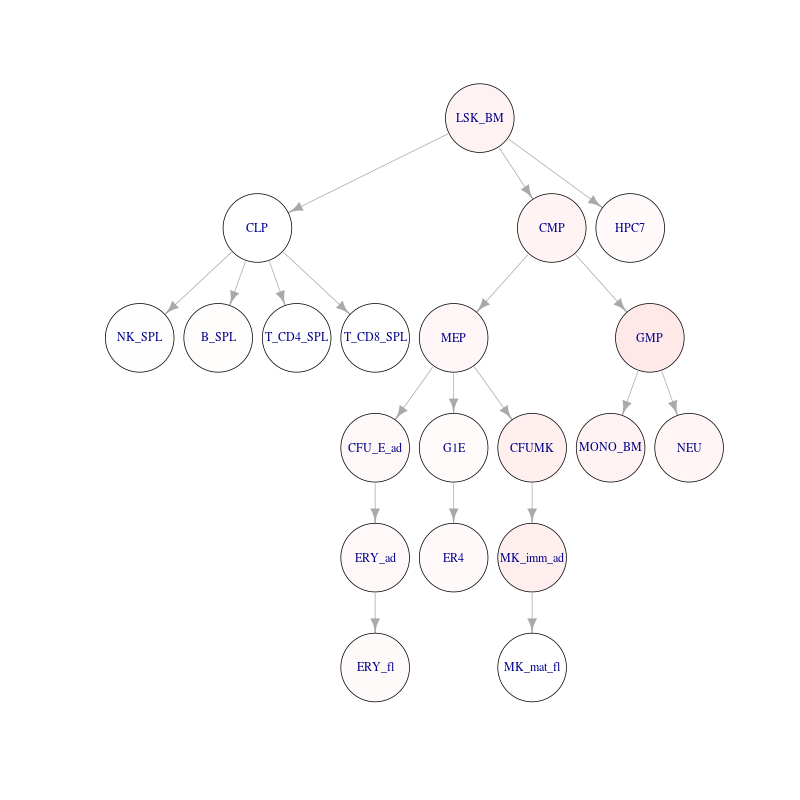 LSK_BM
CLP
CMP
HPC7
NK_SPL
B_SPL
T_CD4_SPL
T_CD8_SPL
MEP
GMP
CFU_E_ad
G1E
CFUMK
MONO_BM
NEU
ERY_ad
ER4
MK_imm_ad
ERY_fl
MK_mat_fl